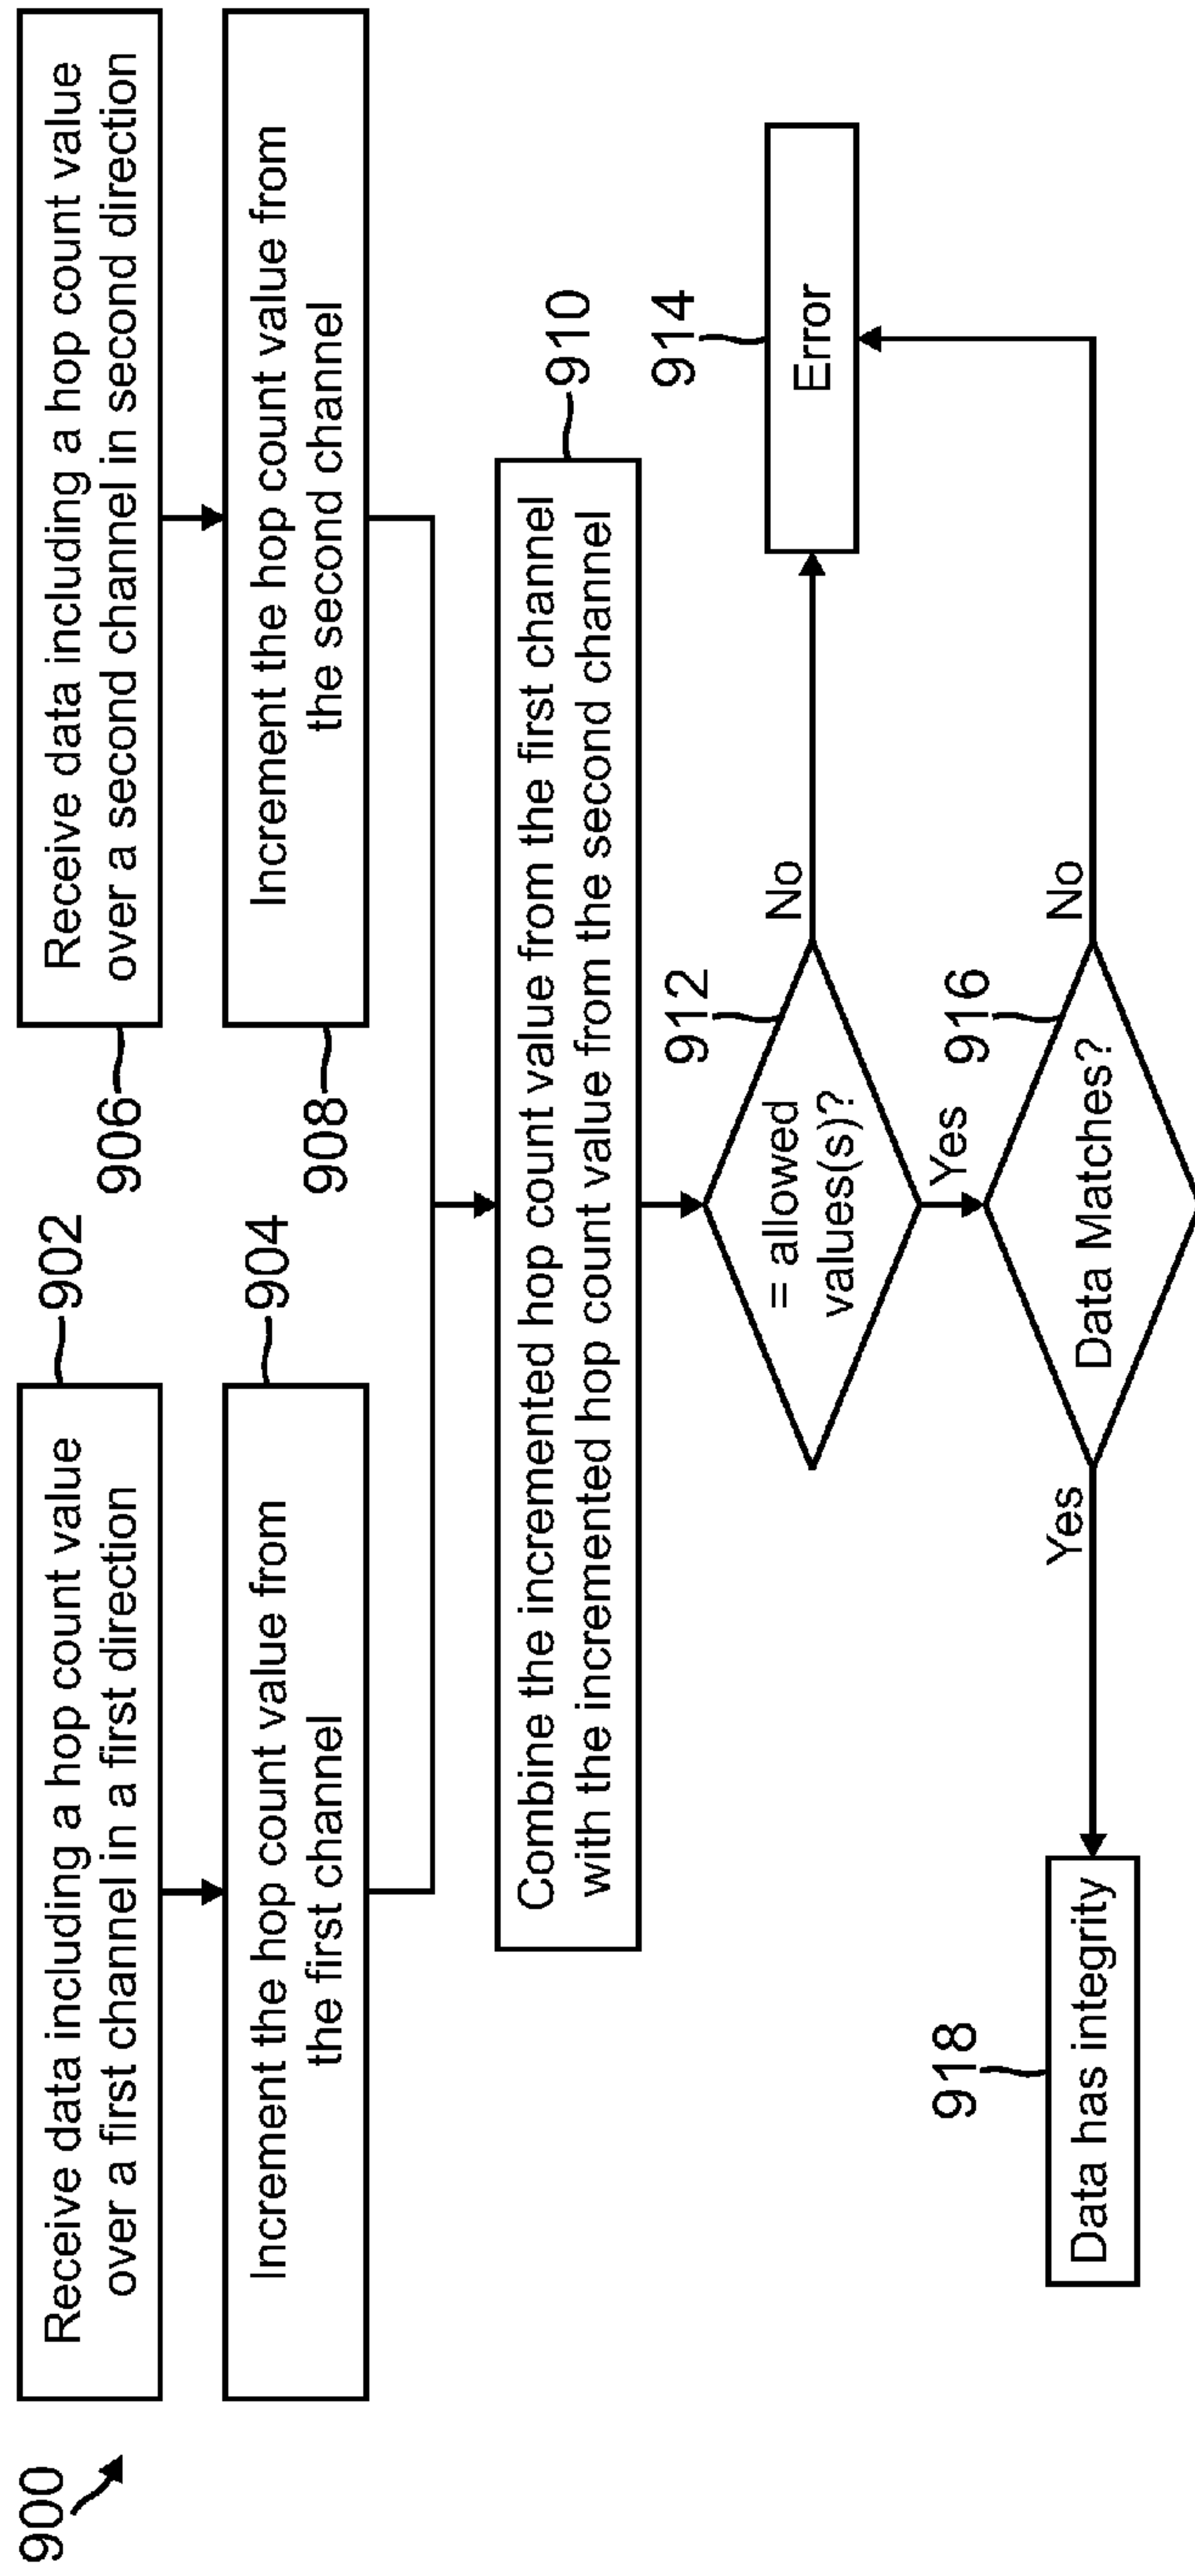 900
902
Receive data including a hop count value
over a first channel in a first direction
906
Receive data including a hop count value
over a second channel in second direction
904
Increment the hop count value from
the first channel
908
Increment the hop count value from
the second channel
910
Combine the incremented hop count value from the first channel
with the incremented hop count value from the second channel
912
= allowed
values(s)?
No
914
Error
Yes
916
Data Matches?
No
Yes
918
Data has integrity